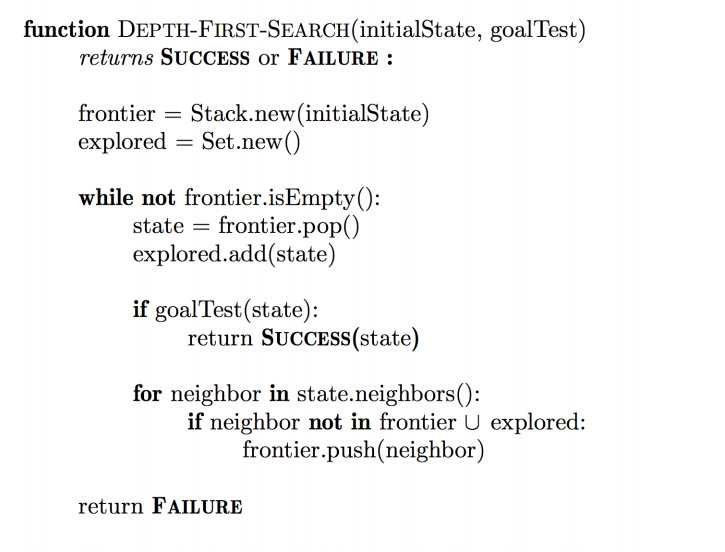 function DEPTH-FIRST-SEARCH(initialState, goalTest)
returns SUCCESS or FAILURE :
frontier = Stack.new(initialState)
explored = Set.new()
while not frontier.isEmpty():
state = frontier.pop()
explored.add(state)
if goalTest(state):
return SUCCESS(state)
for neighbor in state.neighbors():
if neighbor not in frontier ∪ explored:
frontier.push(neighbor)
return FAILURE